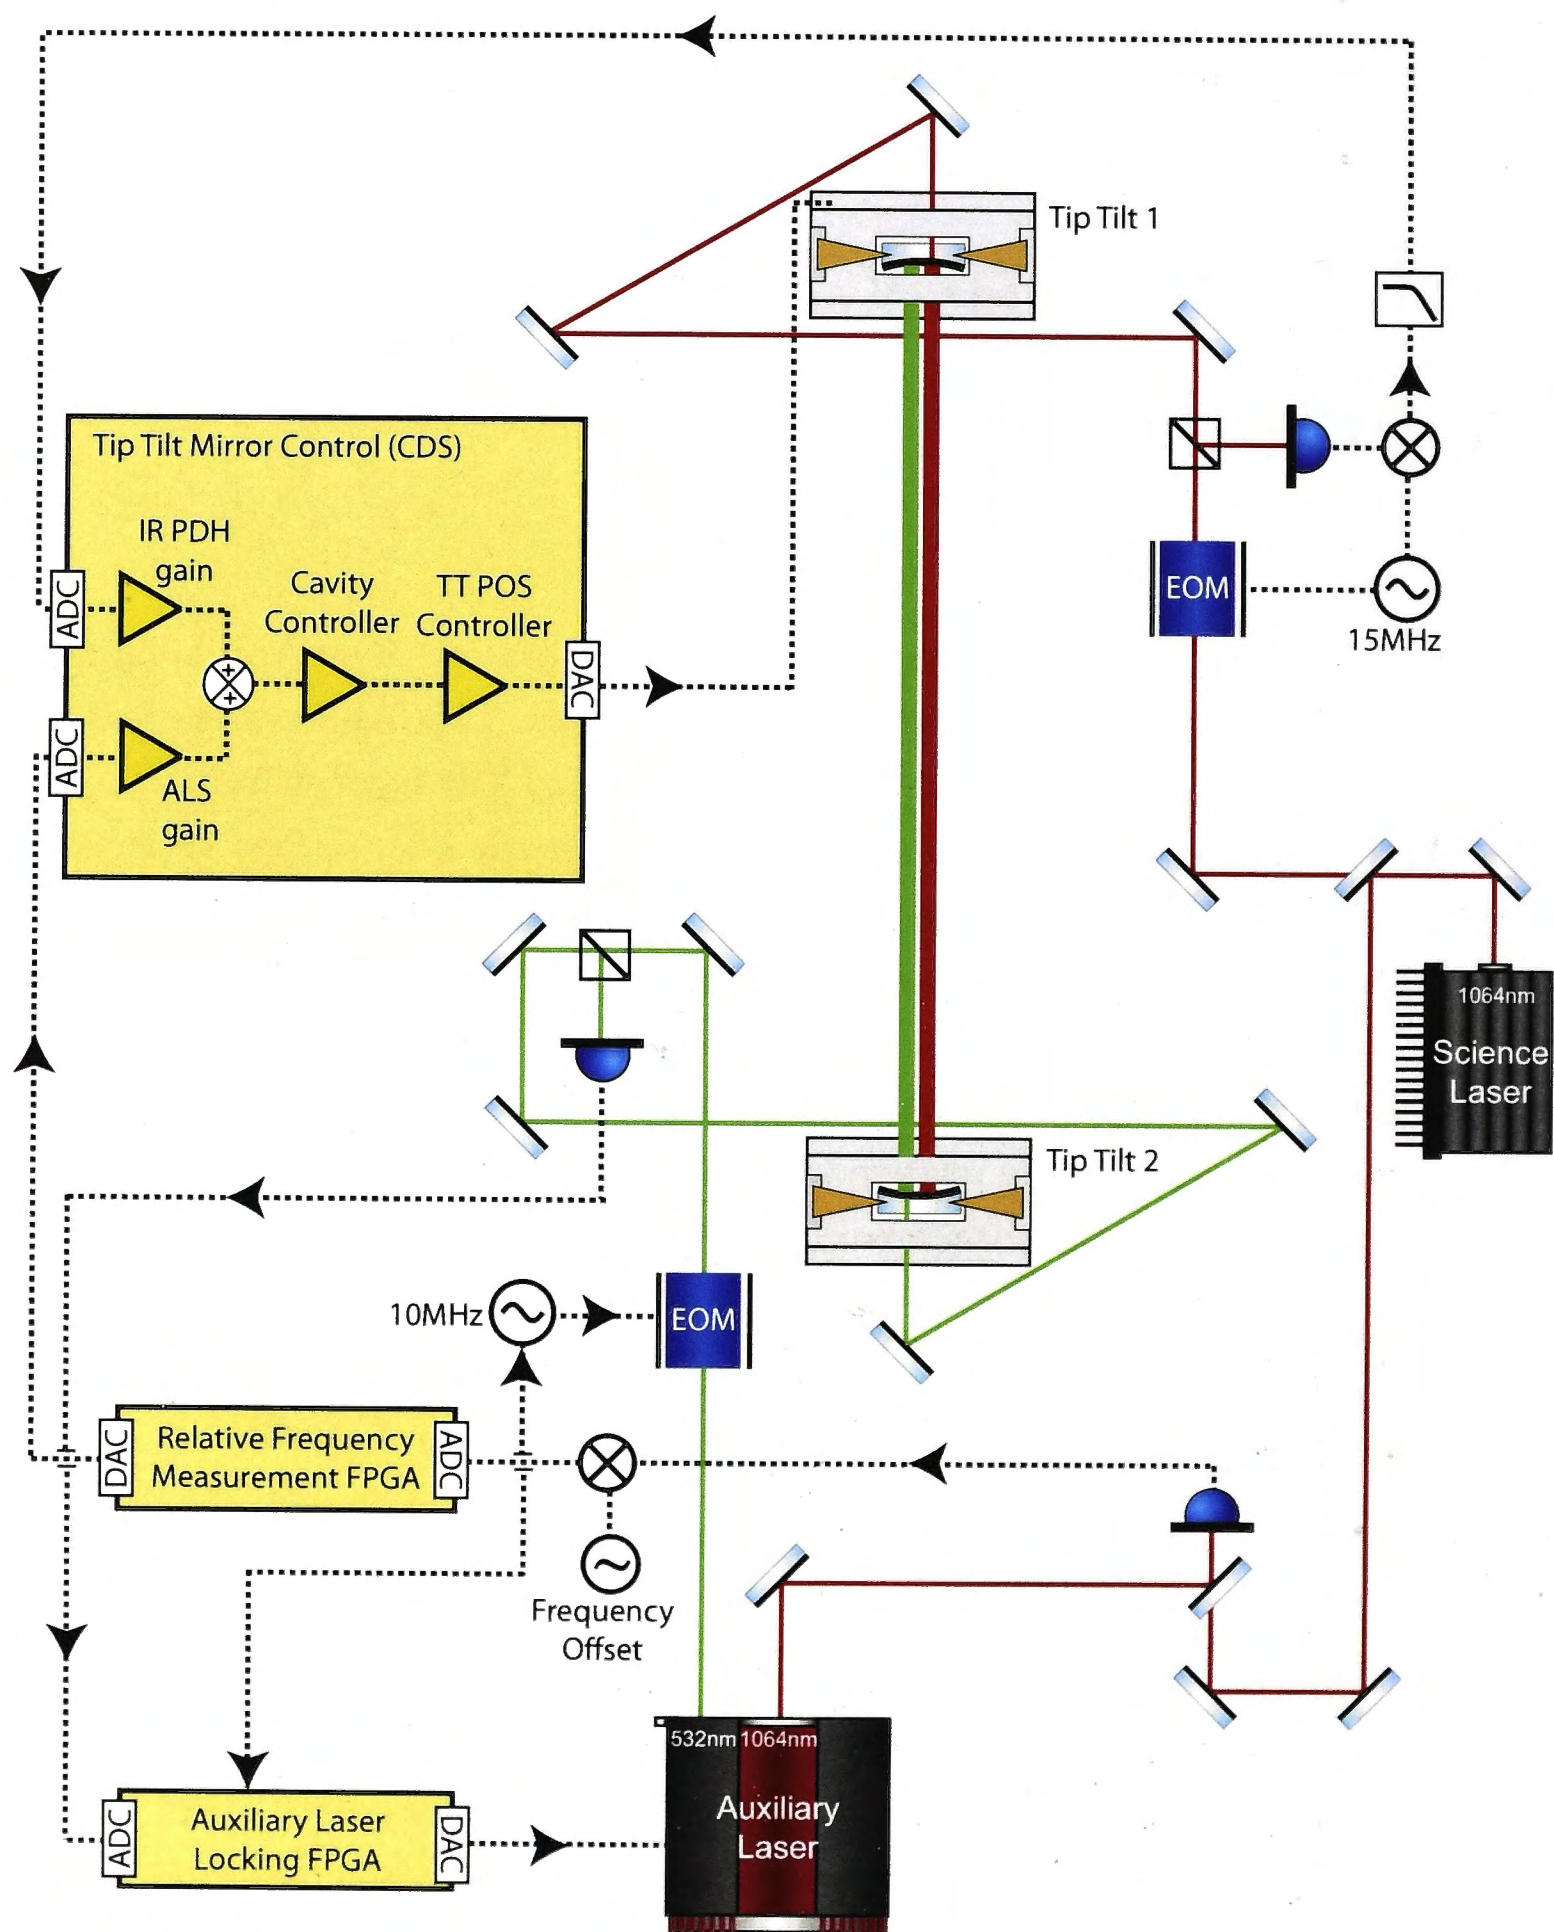 Tip Tilt 1
Tip Tilt Mirror Control (CDS)
IR PDH
gain
Cavity
Controller
TT POS
Controller
ADC
DAC
ADC
ALS
gain
EOM
15MHz
1064nm
Science
Laser
Tip Tilt 2
10MHz
EOM
DAC
Relative Frequency
Measurement FPGA
ADC
Frequency
Offset
532nm
1064nm
Auxiliary
Laser
ADC
Auxiliary Laser
Locking FPGA
DAC